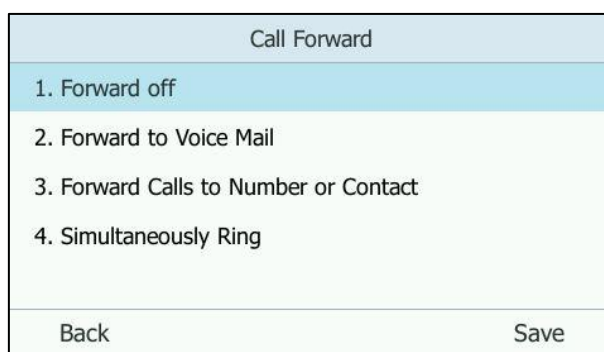 Call Forward
1. Forward off
2. Forward to Voice Mail
3. Forward Calls to Number or Contact
4. Simultaneously Ring
Back Save